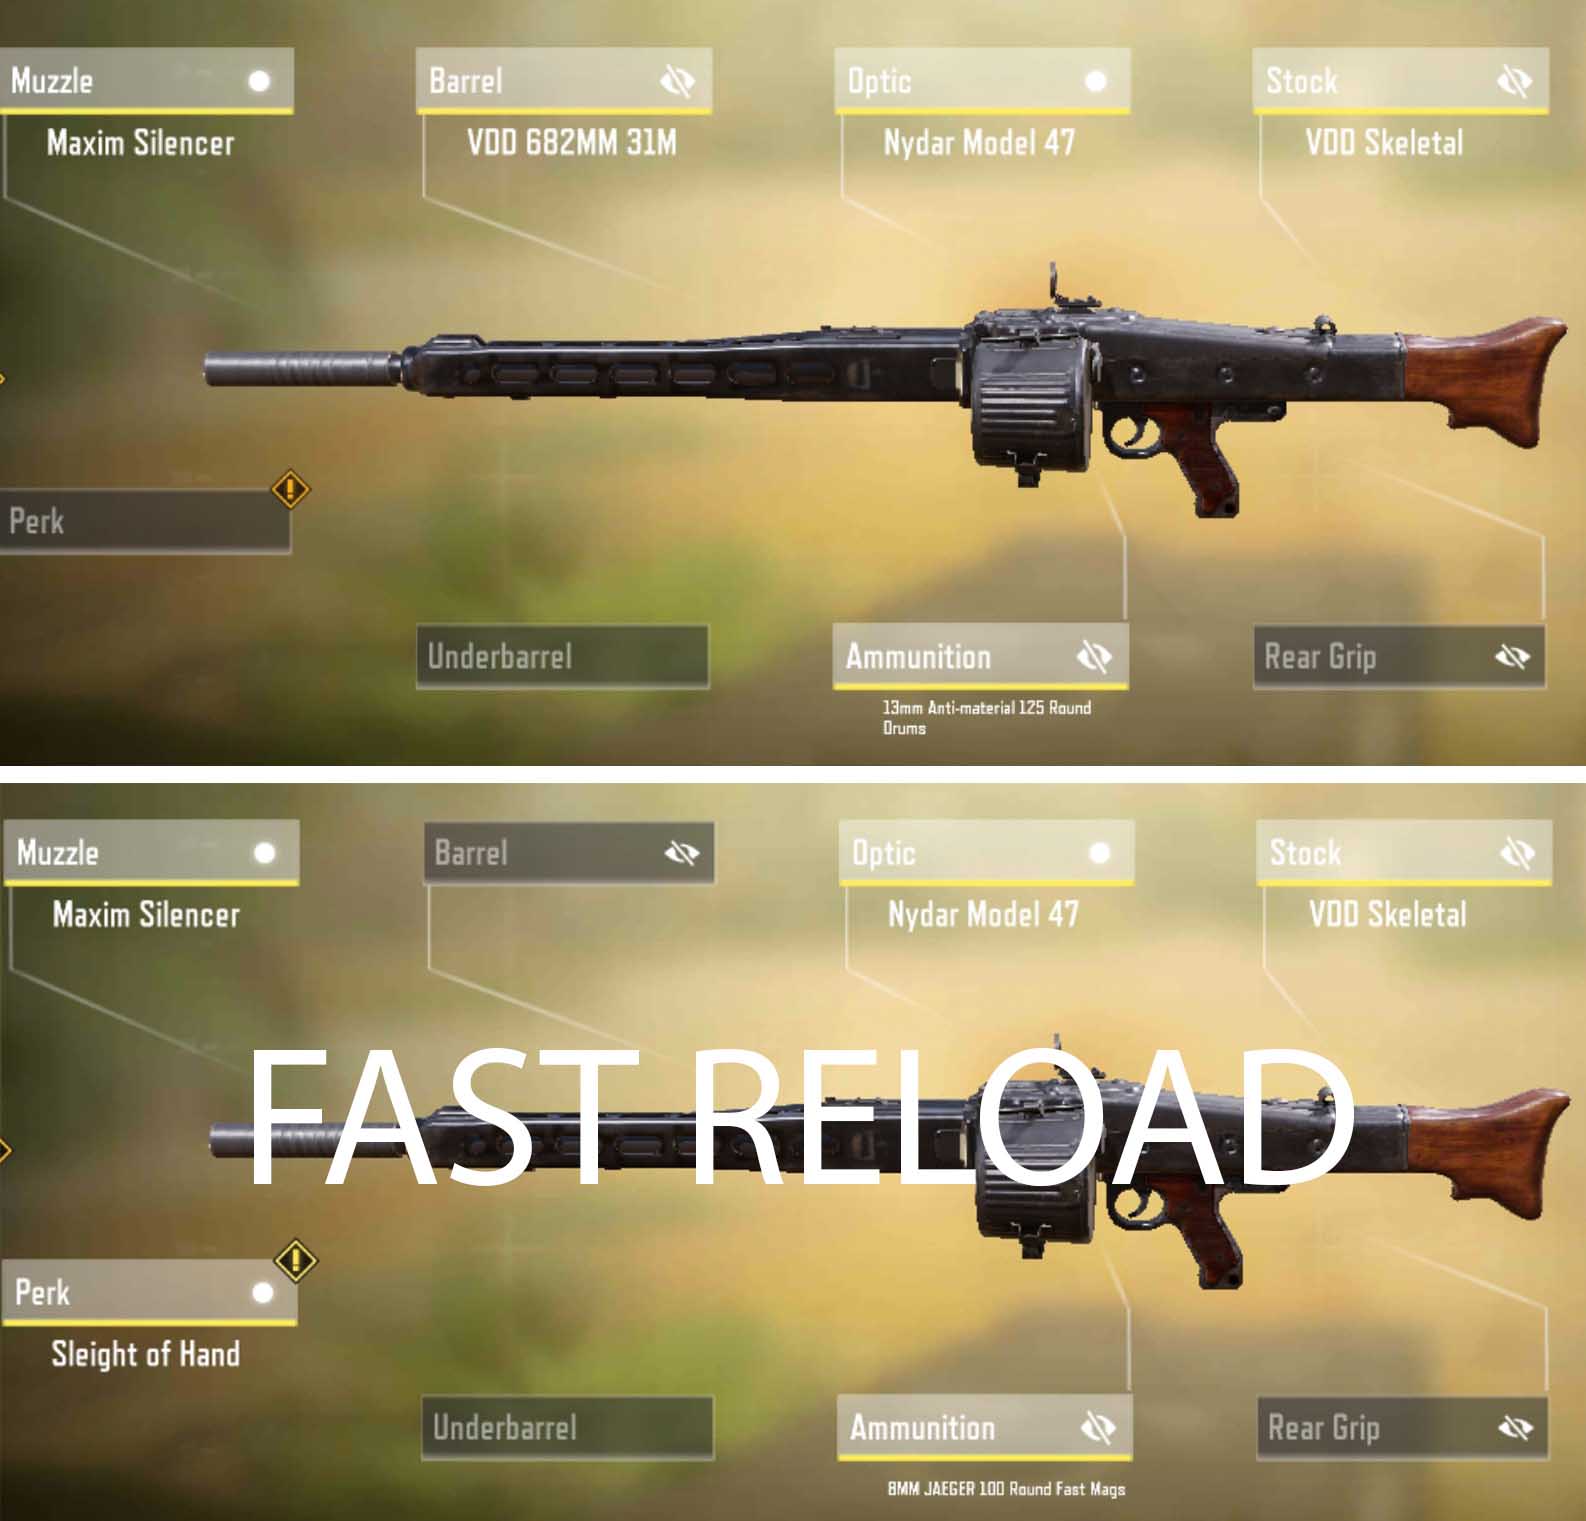 Muzzle
Barrel
Optic
Stock
Maxim Silencer
VDD 682MM 31M
Nydar Model 47
VDD Skeletal
Perk
Underbarrel
Ammunition
Rear Grip
13mm Anti-material 125 Round
Drums
Muzzle
Barrel
Optic
Stock
Maxim Silencer
Nydar Model 47
VDD Skeletal
FAST RELOAD
Perk
Sleight of Hand
Underbarrel
Ammunition
Rear Grip
8MM JAEGER 100 Round Fast Mags